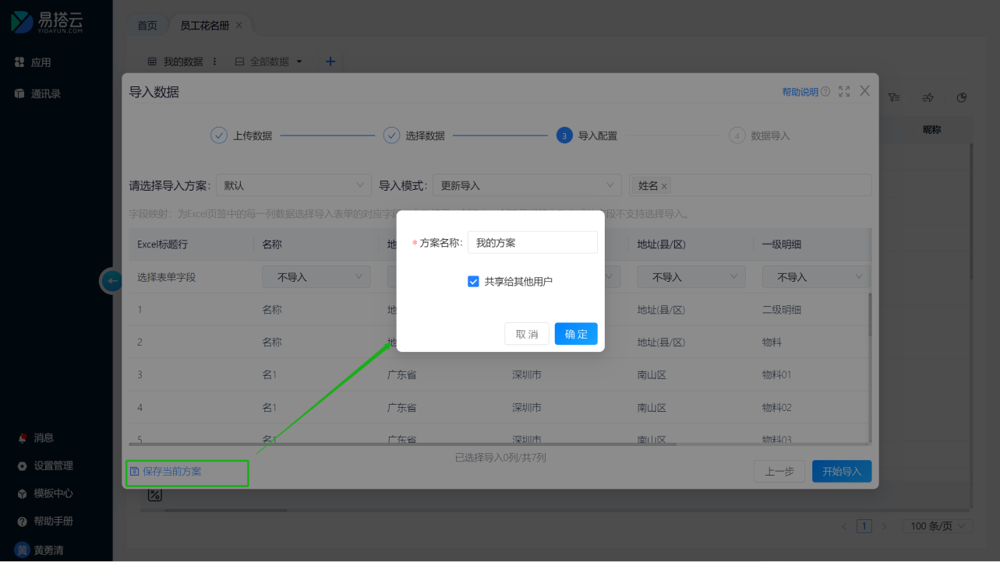 易搭云
YIDAYUN.COM
首页
员工花名册
应用
我的数据
全部数据
通讯录
导入数据
帮助说明
昵称
上传数据
选择数据
3 导入配置
4 数据导入
请选择导入方案: 默认
导入模式: 更新导入
姓名 x
字段映射: 为Excel页签中的每一列数据选择导入表单的对应字
段不支持选择导入。
* 方案名称: 我的方案
Excel标题行 名称 地 地址(县/区) 一级明细
选择表单字段 不导入 不导入 不导入
共享给其他用户
1 名称 地 地址(县/区) 二级明细
取 消 确 定
2 名称 地 地址(县/区) 物料
3 名1 广东省 深圳市 南山区 物料01
4 名1 广东省 深圳市 南山区 物料02
5 名1 广东省 深圳市 南山区 物料03
已选择导入0列/共7列
保存当前方案
上一步 开始导入
消息
设置管理
模板中心
帮助手册
黄 黄勇清
< 1 > 100 条/页